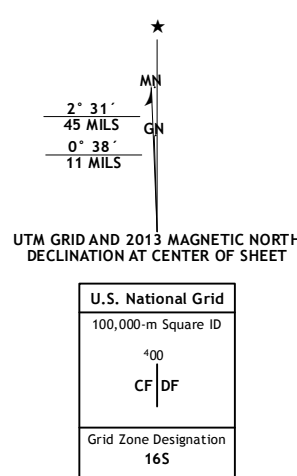 MN
2° 31´
45 MILS
GN
0° 38´
11 MILS
UTM GRID AND 2013 MAGNETIC NORTH
DECLINATION AT CENTER OF SHEET
U.S. National Grid
100,000-m Square ID
⁴00
CF DF
Grid Zone Designation
16S